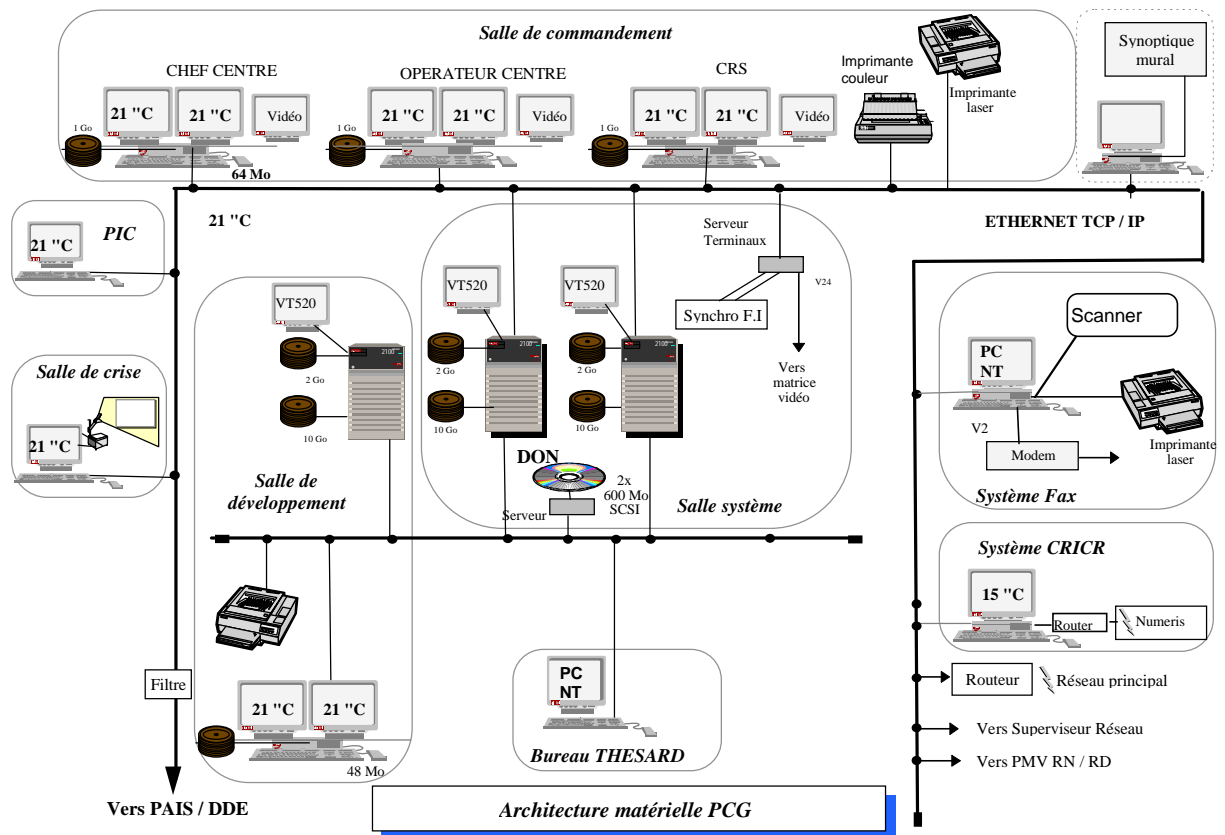 Salle de commandement
CHEF CENTRE
OPERATEUR CENTRE
CRS
Imprimante
couleur
Imprimante
laser
Synoptique
mural
21 "C
21 "C
Vidéo
21 "C
21 "C
Vidéo
21 "C
21 "C
Vidéo
1 Go
1 Go
1 Go
64 Mo
21 "C
ETHERNET TCP / IP
PIC
21 "C
Salle de crise
21 "C
VT520
2100
2 Go
10 Go
Salle de
développement
VT520
VT520
2100
2100
2 Go
2 Go
10 Go
10 Go
Serveur
Terminaux
V24
Synchro F.I
Vers
matrice
vidéo
DON
2x
600 Mo
SCSI
Serveur
Salle système
Scanner
PC
NT
V2
Modem
Imprimante
laser
Système Fax
Système CRICR
15 "C
Router
Numeris
Routeur
Réseau principal
Vers Superviseur Réseau
Vers PMV RN / RD
Filtre
21 "C
21 "C
48 Mo
PC
NT
Bureau THESARD
Vers PAIS / DDE
Architecture matérielle PCG